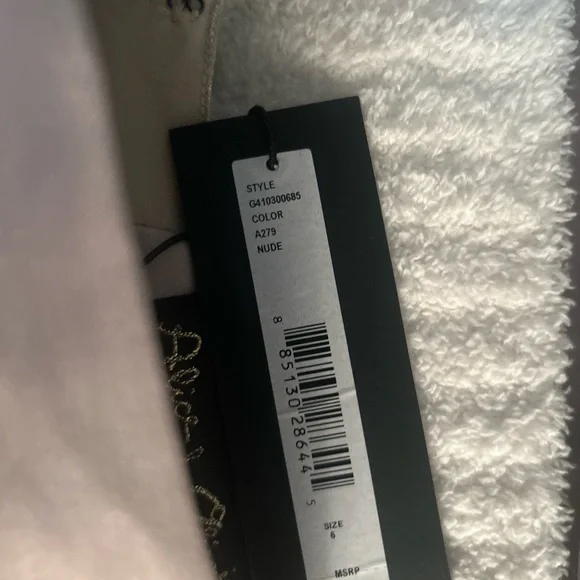 STYLE
G410300685
COLOR
A279
NUDE
8 85130 28644 5
SIZE
6
MSRP